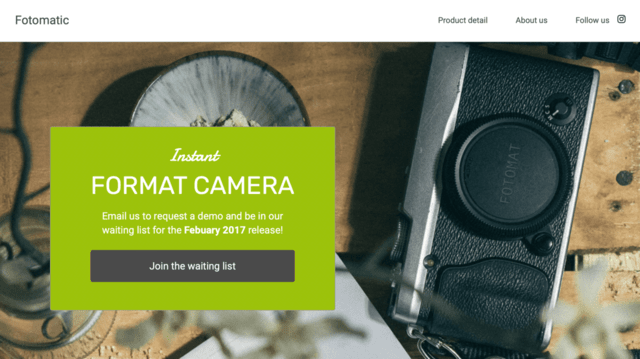 Fotomatic
Product detail
About us
Follow us
Instant
FORMAT CAMERA
Email us to request a demo and be in our
waiting list for the Febuary 2017 release!
Join the waiting list
FOTOMAT